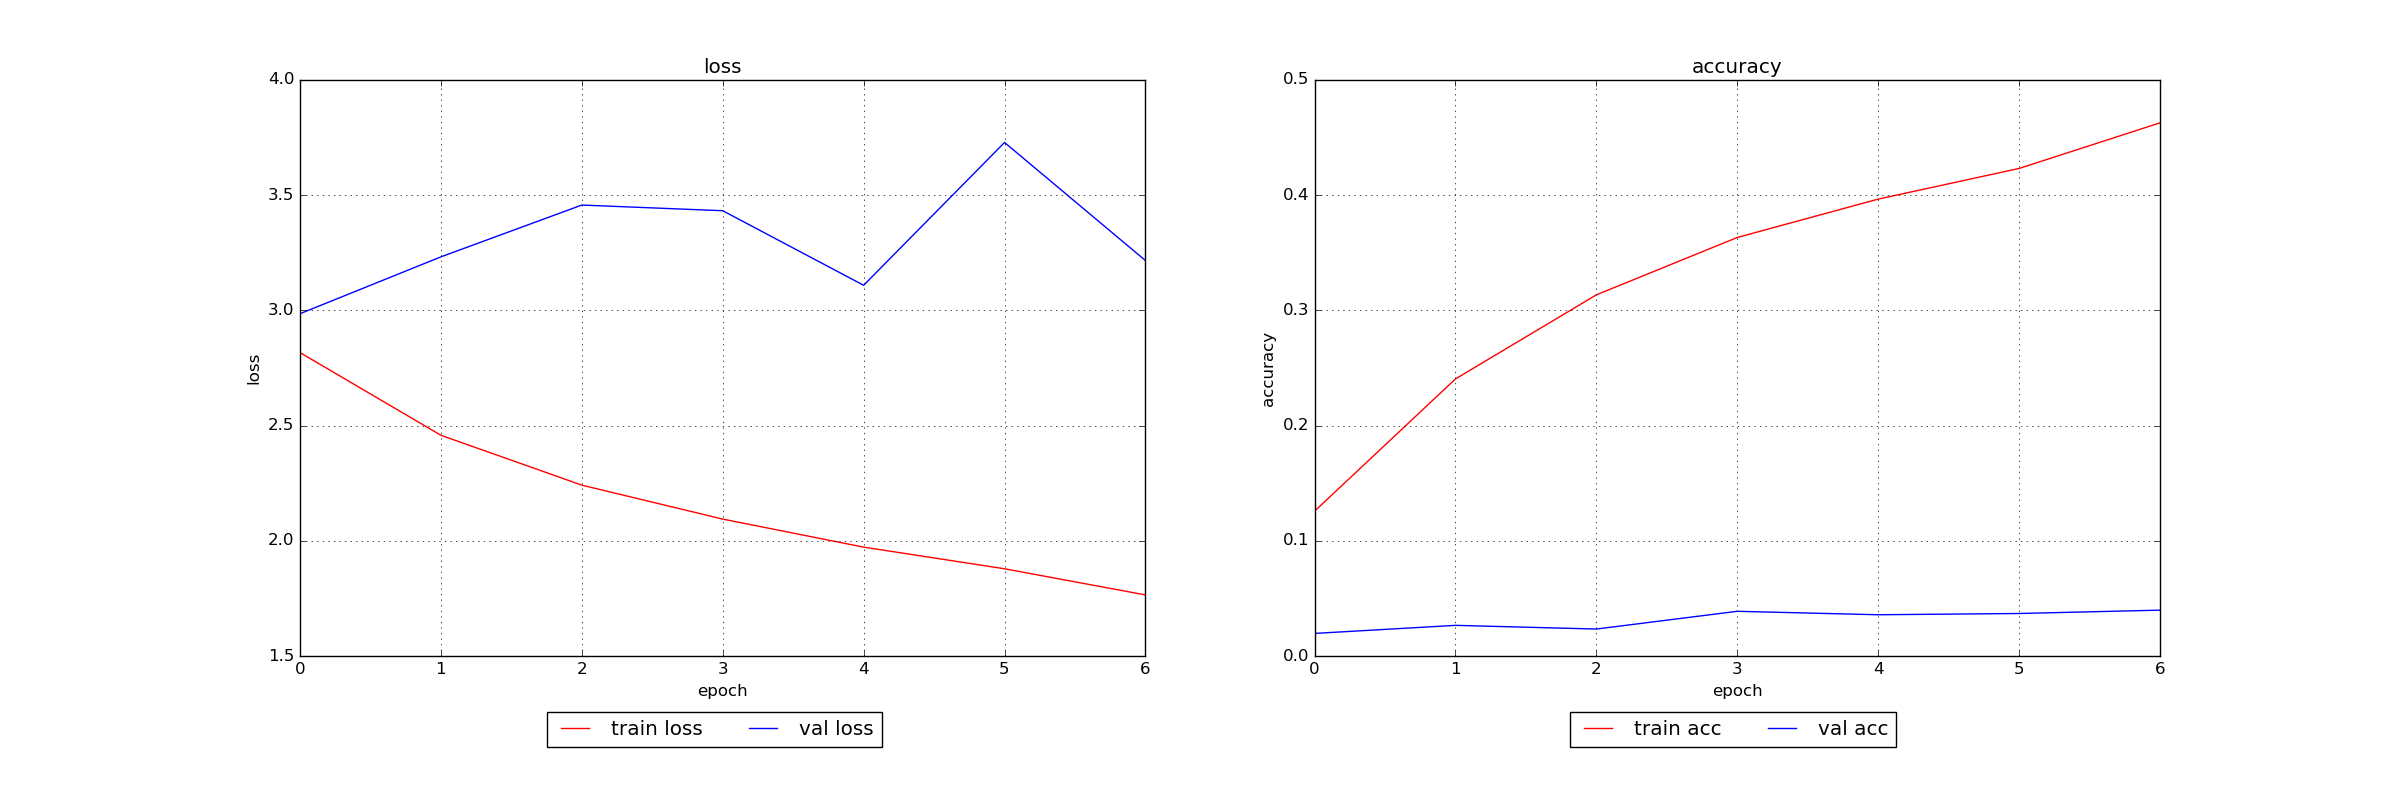 loss
4.0
3.5
3.0
2.5
2.0
1.5
loss
0 1 2 3 4 5 6
epoch
train loss val loss
accuracy
0.5
0.4
0.3
0.2
0.1
0.0
accuracy
0 1 2 3 4 5 6
epoch
train acc val acc